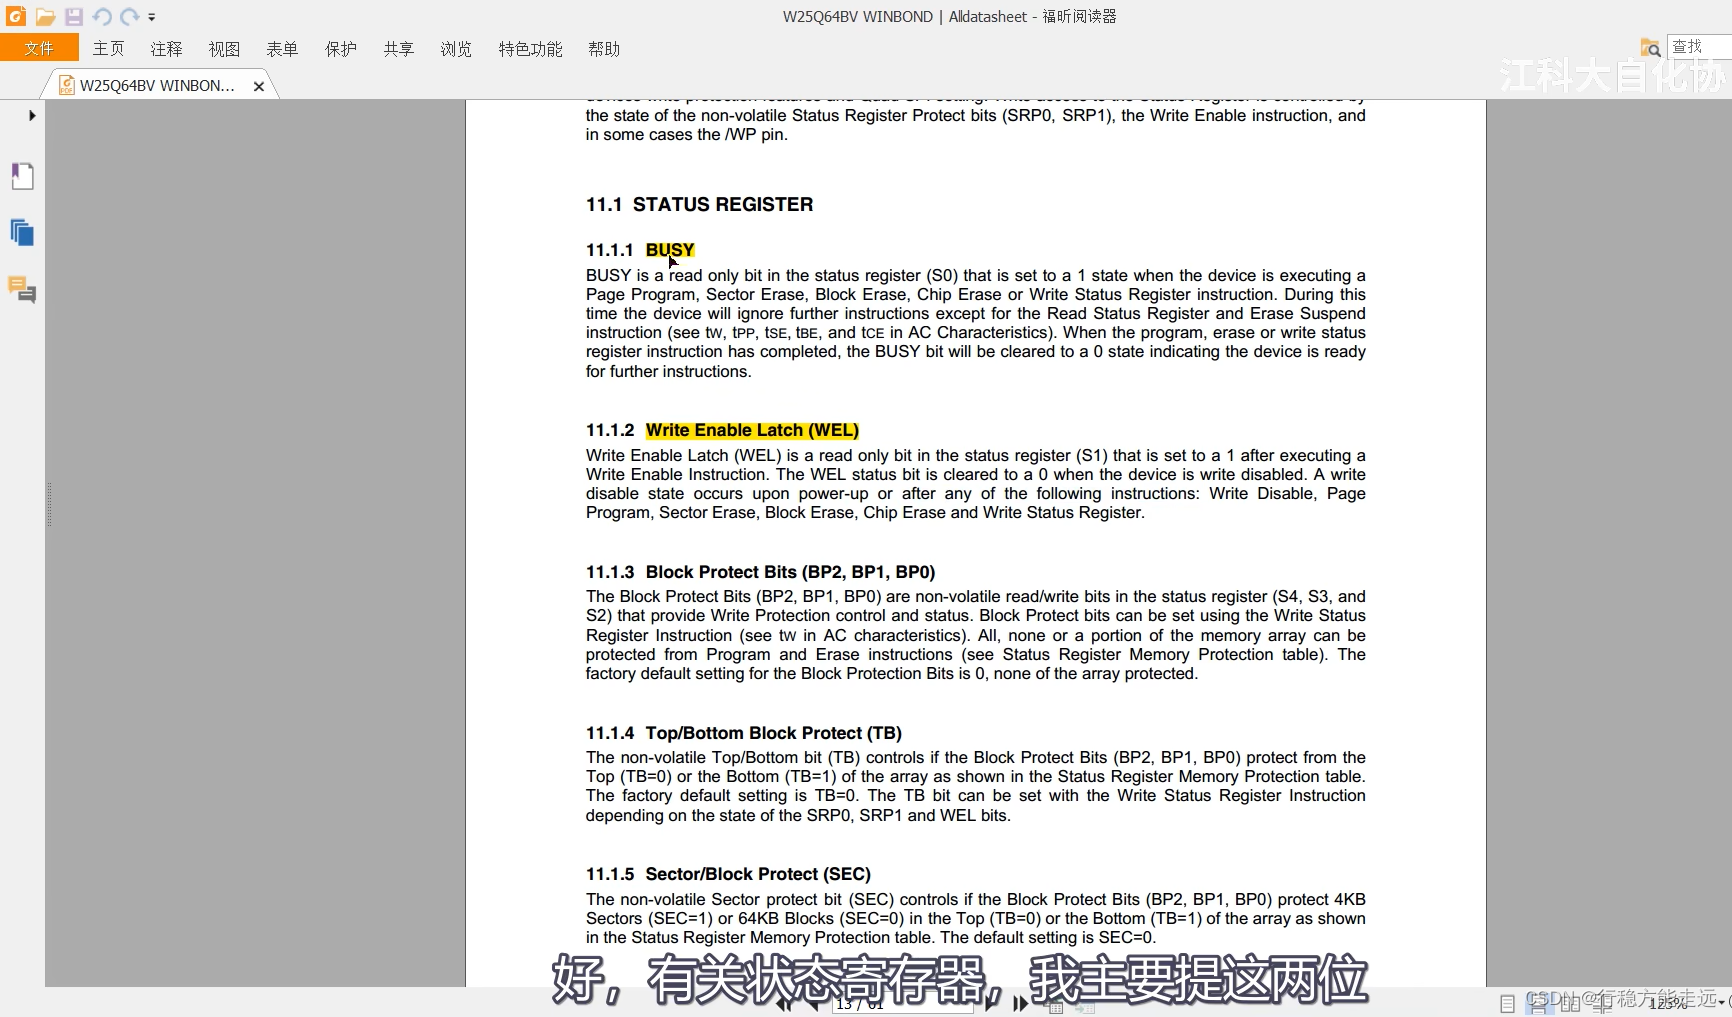 W25Q64BV WINBOND | Alldatasheet - 福昕阅读器
文件 主页 注释 视图 表单 保护 共享 浏览 特色功能 帮助
查找
江科大自化协
W25Q64BV WINBON...
devices write protection features and Quad SPI setting. Write access to the Status Register is controlled by
the state of the non-volatile Status Register Protect bits (SRP0, SRP1), the Write Enable instruction, and
in some cases the /WP pin.
11.1 STATUS REGISTER
11.1.1 BUSY
BUSY is a read only bit in the status register (S0) that is set to a 1 state when the device is executing a
Page Program, Sector Erase, Block Erase, Chip Erase or Write Status Register instruction. During this
time the device will ignore further instructions except for the Read Status Register and Erase Suspend
instruction (see tW, tPP, tSE, tBE, and tCE in AC Characteristics). When the program, erase or write status
register instruction has completed, the BUSY bit will be cleared to a 0 state indicating the device is ready
for further instructions.
11.1.2 Write Enable Latch (WEL)
Write Enable Latch (WEL) is a read only bit in the status register (S1) that is set to a 1 after executing a
Write Enable Instruction. The WEL status bit is cleared to a 0 when the device is write disabled. A write
disable state occurs upon power-up or after any of the following instructions: Write Disable, Page
Program, Sector Erase, Block Erase, Chip Erase and Write Status Register.
11.1.3 Block Protect Bits (BP2, BP1, BP0)
The Block Protect Bits (BP2, BP1, BP0) are non-volatile read/write bits in the status register (S4, S3, and
S2) that provide Write Protection control and status. Block Protect bits can be set using the Write Status
Register Instruction (see tW in AC characteristics). All, none or a portion of the memory array can be
protected from Program and Erase instructions (see Status Register Memory Protection table). The
factory default setting for the Block Protection Bits is 0, none of the array protected.
11.1.4 Top/Bottom Block Protect (TB)
The non-volatile Top/Bottom bit (TB) controls if the Block Protect Bits (BP2, BP1, BP0) protect from the
Top (TB=0) or the Bottom (TB=1) of the array as shown in the Status Register Memory Protection table.
The factory default setting is TB=0. The TB bit can be set with the Write Status Register Instruction
depending on the state of the SRP0, SRP1 and WEL bits.
11.1.5 Sector/Block Protect (SEC)
The non-volatile Sector protect bit (SEC) controls if the Block Protect Bits (BP2, BP1, BP0) protect 4KB
Sectors (SEC=1) or 64KB Blocks (SEC=0) in the Top (TB=0) or the Bottom (TB=1) of the array as shown
in the Status Register Memory Protection table. The default setting is SEC=0.
好，有关状态寄存器，我主要提这两位
13 / 61
125%
CSDN @行稳方能走远